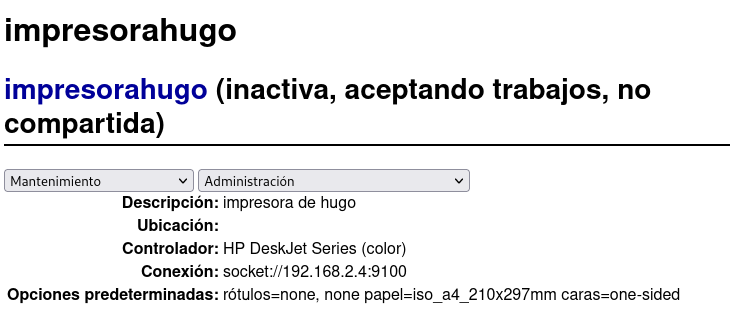 impresorahugo
impresorahugo (inactiva, aceptando trabajos, no
compartida)
Mantenimiento Administración
Descripción: impresora de hugo
Ubicación:
Controlador: HP DeskJet Series (color)
Conexión: socket://192.168.2.4:9100
Opciones predeterminadas: rótulos=none, none papel=iso_a4_210x297mm caras=one-sided